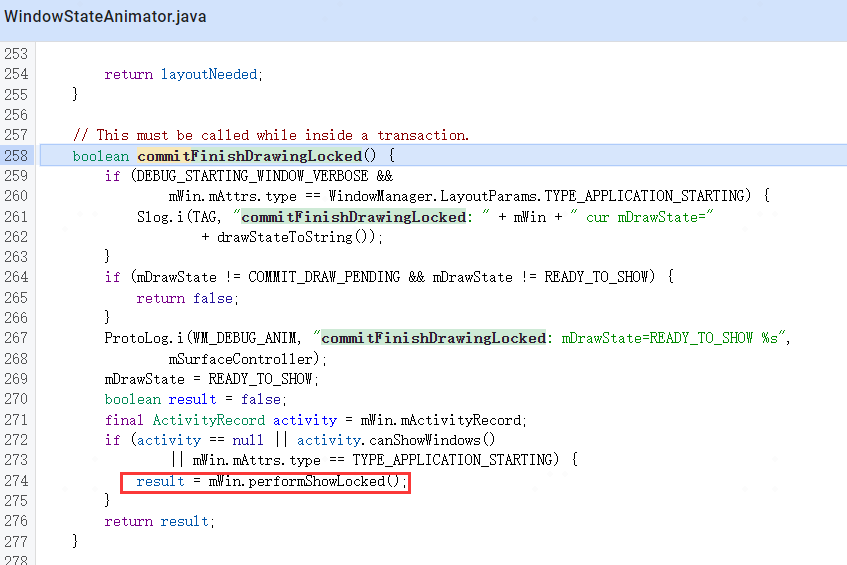 WindowStateAnimator.java
253
254         return layoutNeeded;
255     }
256
257     // This must be called while inside a transaction.
258     boolean commitFinishDrawingLocked() {
259         if (DEBUG_STARTING_WINDOW_VERBOSE &&
260                 mWin.mAttrs.type == WindowManager.LayoutParams.TYPE_APPLICATION_STARTING) {
261             Slog.i(TAG, "commitFinishDrawingLocked: " + mWin + " cur mDrawState="
262                     + drawStateToString());
263         }
264         if (mDrawState != COMMIT_DRAW_PENDING && mDrawState != READY_TO_SHOW) {
265             return false;
266         }
267         ProtoLog.i(WM_DEBUG_ANIM, "commitFinishDrawingLocked: mDrawState=READY_TO_SHOW %s",
268                 mSurfaceController);
269         mDrawState = READY_TO_SHOW;
270         boolean result = false;
271         final ActivityRecord activity = mWin.mActivityRecord;
272         if (activity == null || activity.canShowWindows()
273                 || mWin.mAttrs.type == TYPE_APPLICATION_STARTING) {
274             result = mWin.performShowLocked();
275         }
276         return result;
277     }
278